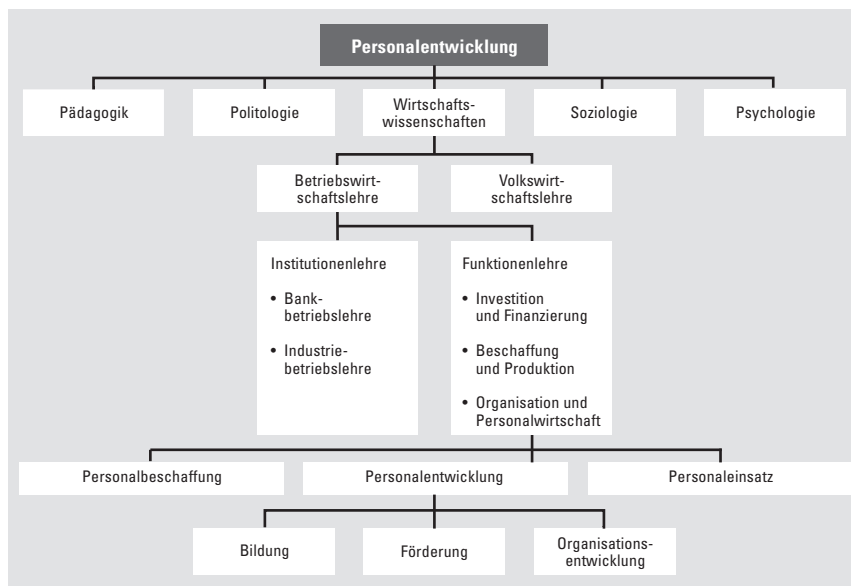 Personalentwicklung
Pädagogik
Politologie
Wirtschafts-
wissenschaften
Soziologie
Psychologie
Betriebswirt-
schaftslehre
Volkswirt-
schaftslehre
Institutionenlehre
• Bank-
betriebslehre
• Industrie-
betriebslehre
Funktionenlehre
• Investition
und Finanzierung
• Beschaffung
und Produktion
• Organisation und
Personalwirtschaft
Personalbeschaffung
Personalentwicklung
Personaleinsatz
Bildung
Förderung
Organisations-
entwicklung